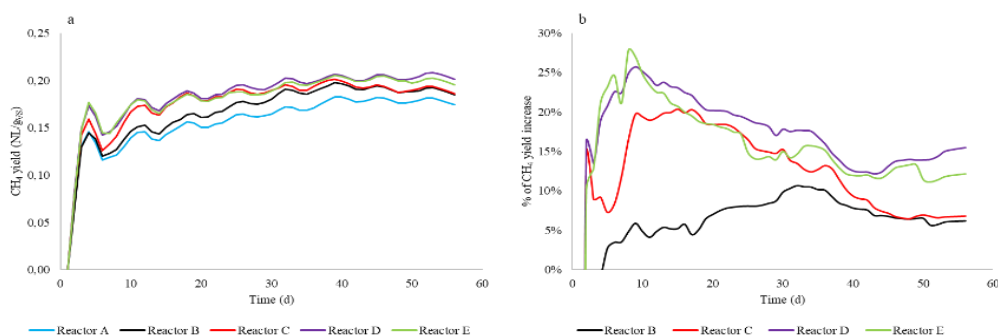 a
CH4 yield (NL/gVS)
0,25
0,20
0,15
0,10
0,05
0,00
0 10 20 30 40 50 60
Time (d)
Reactor A Reactor B Reactor C Reactor D Reactor E
b
% of CH4 yield increase
30%
25%
20%
15%
10%
5%
0%
0 10 20 30 40 50 60
Time (d)
Reactor B Reactor C Reactor D Reactor E